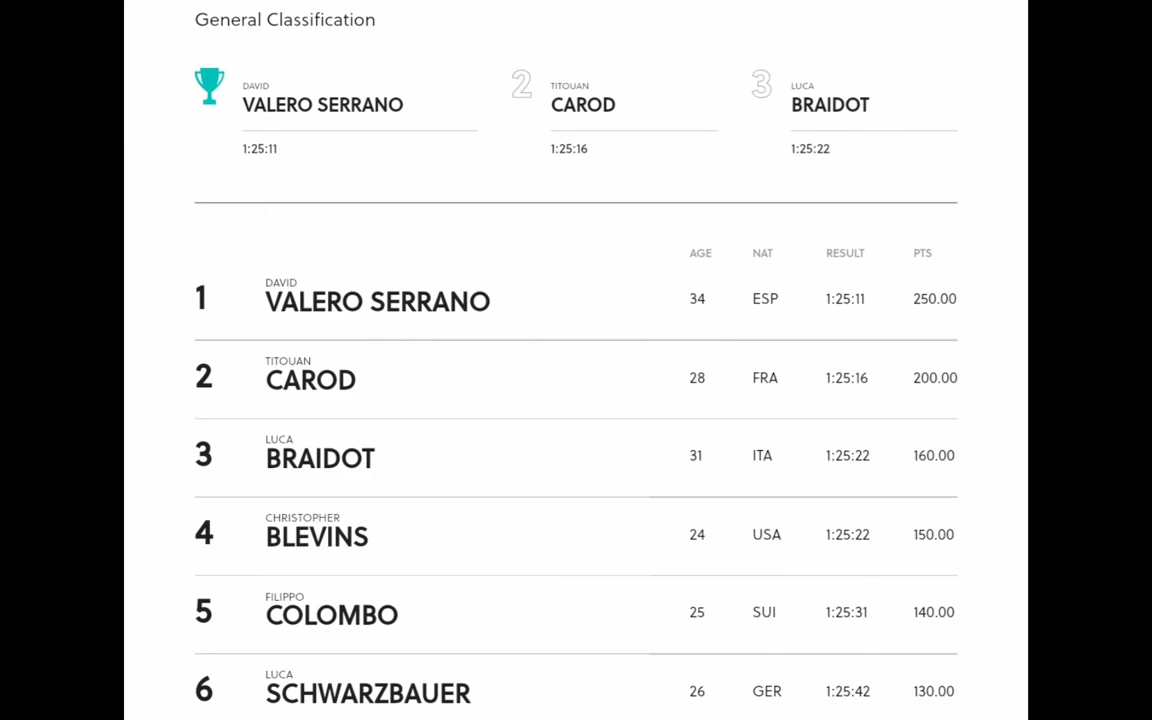 General Classification
DAVID
VALERO SERRANO
1:25:11
2
TITOUAN
CAROD
1:25:16
3
LUCA
BRAIDOT
1:25:22
AGE NAT RESULT PTS
1 DAVID VALERO SERRANO 34 ESP 1:25:11 250.00
2 TITOUAN CAROD 28 FRA 1:25:16 200.00
3 LUCA BRAIDOT 31 ITA 1:25:22 160.00
4 CHRISTOPHER BLEVINS 24 USA 1:25:22 150.00
5 FILIPPO COLOMBO 25 SUI 1:25:31 140.00
6 LUCA SCHWARZBAUER 26 GER 1:25:42 130.00